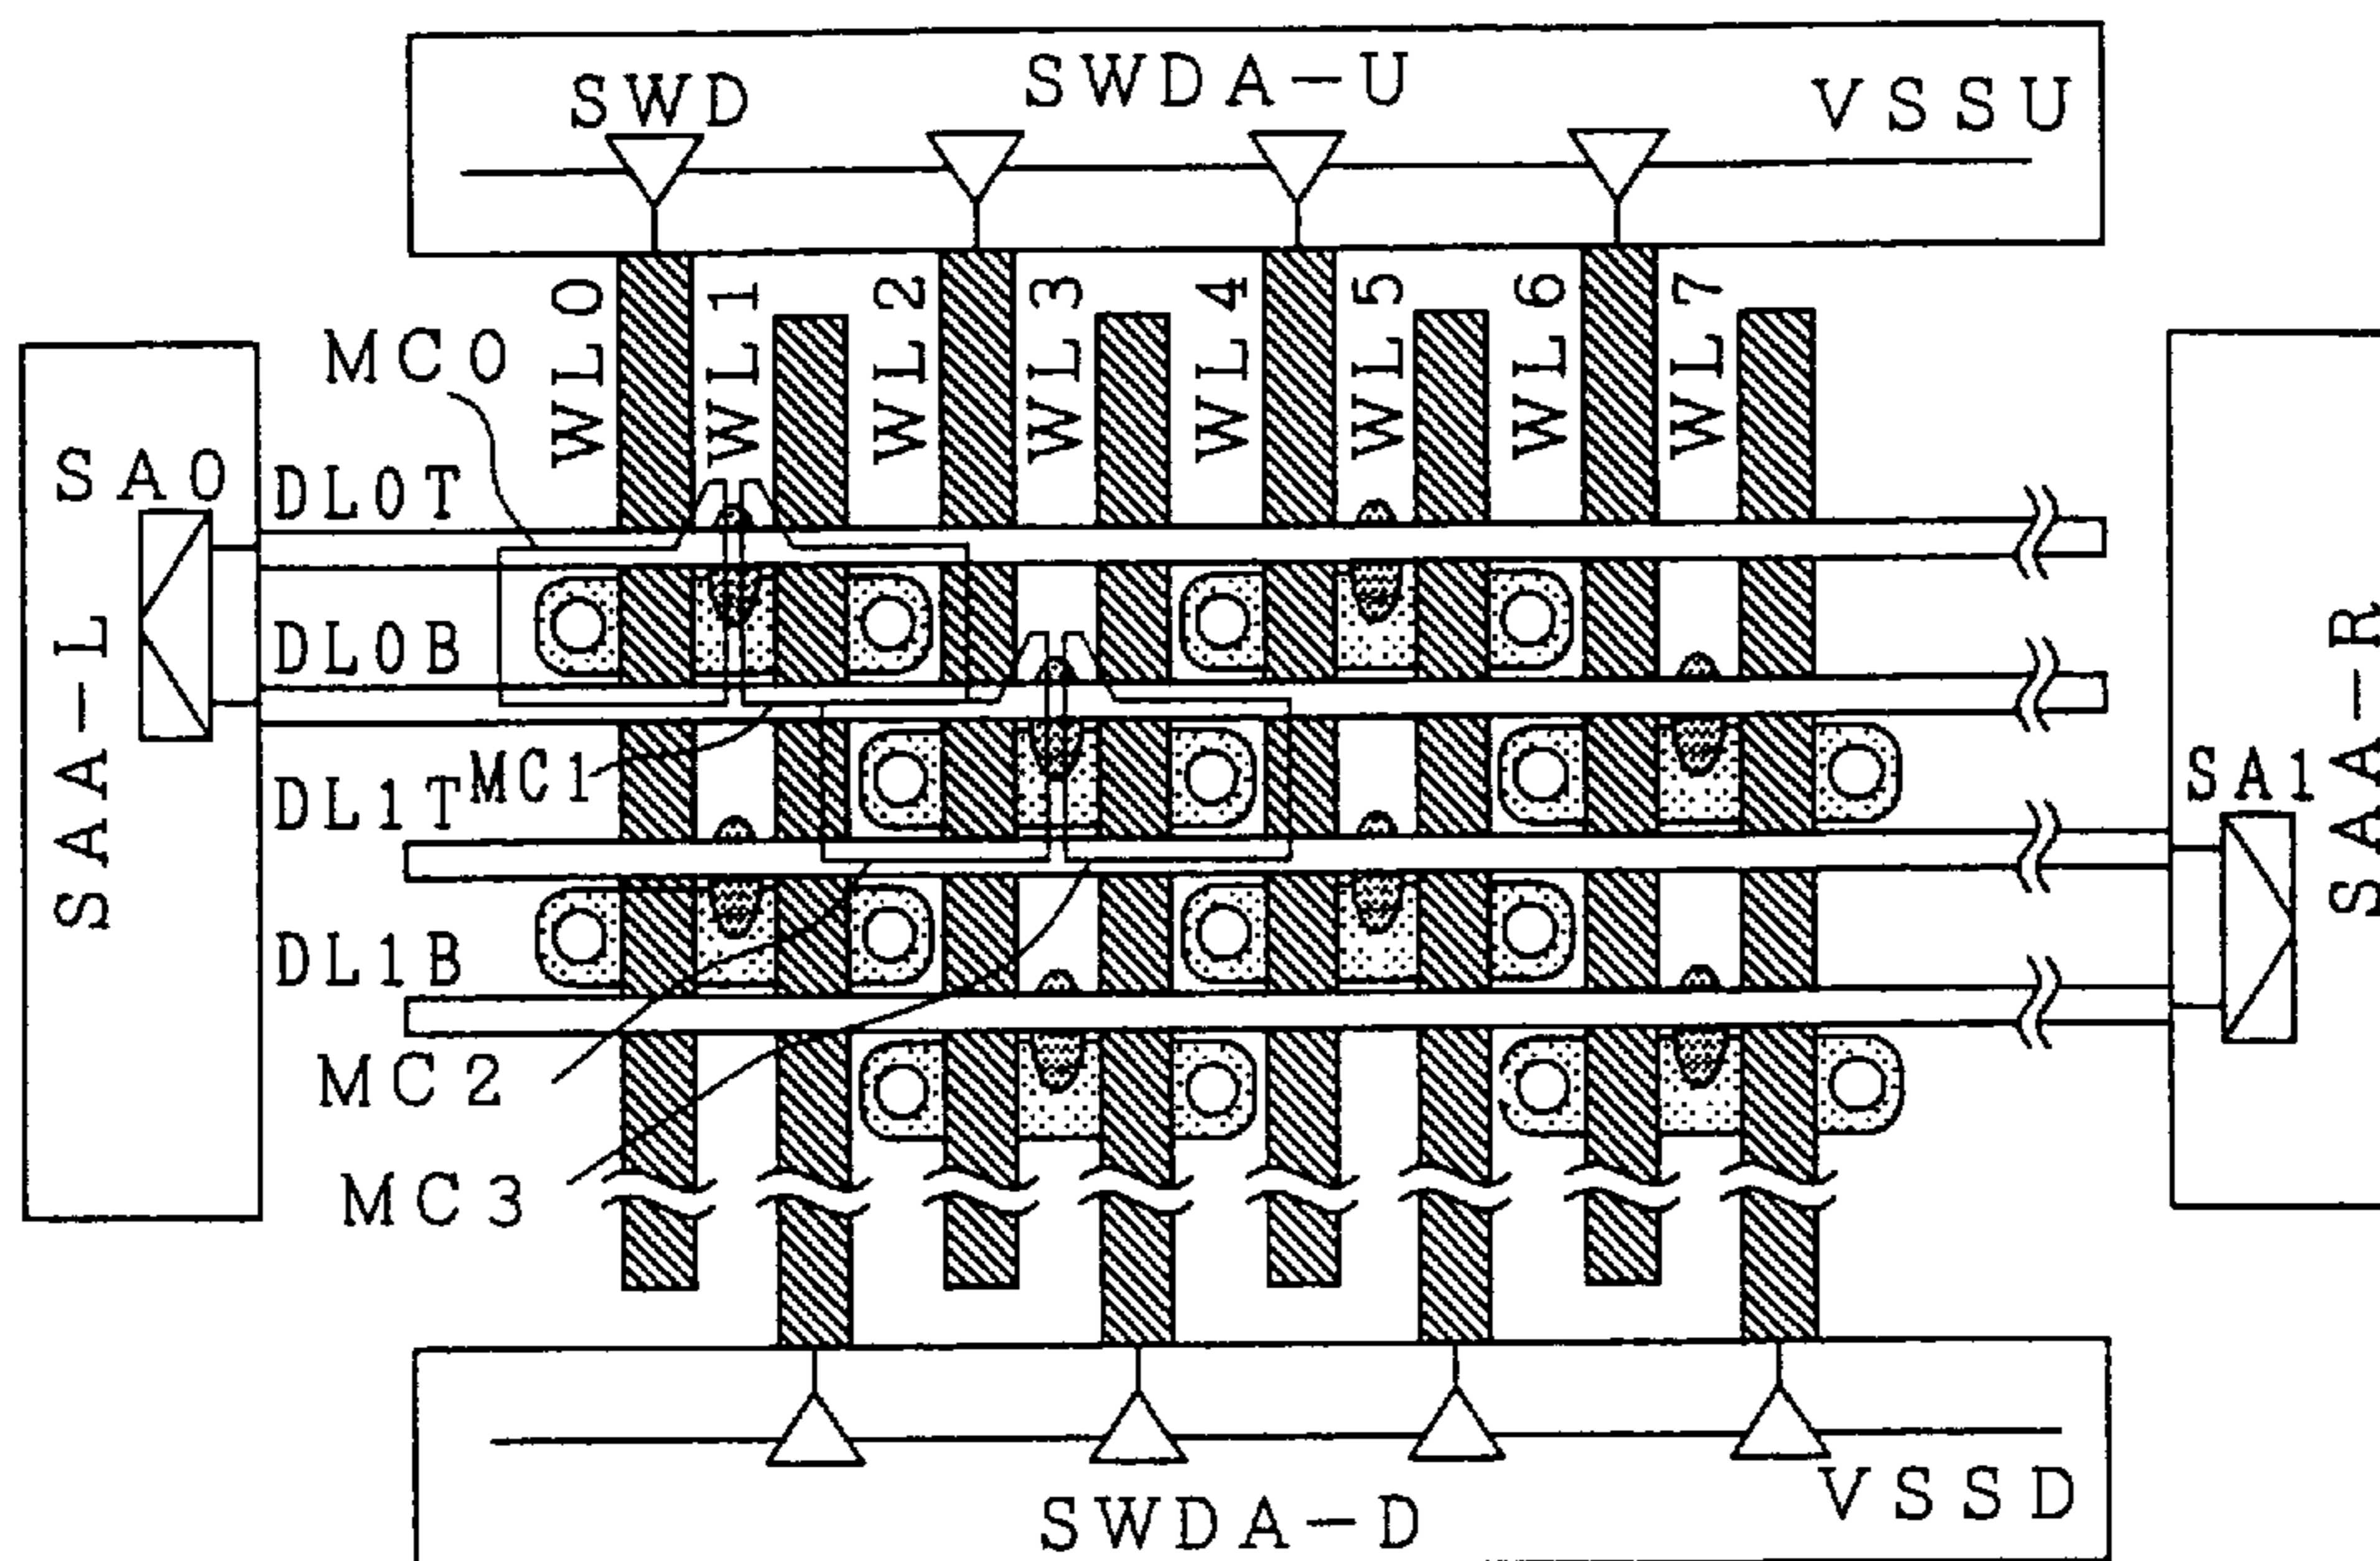 SWD
SWDA-U
VSSU
WL0
WL1
WL2
WL3
WL4
WL5
WL6
WL7
MC0
SA0
DL0T
DL0B
SAA-L
MC1
DL1T
SA1
SAA-R
DL1B
MC2
MC3
VSSD
SWDA-D